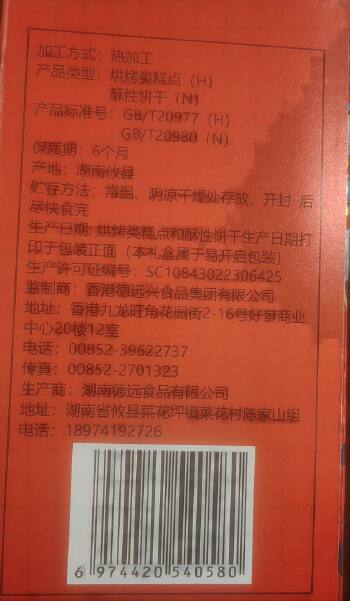 加工方式：热加工
产品类型：烘烤类糕点（H）
酥性饼干（N）
产品标准号：GB/T20977（H）
GB/T20980（N）
保质期：6个月
产地：湖南攸县
贮存方法：常温、阴凉干燥处存放，开封 后
尽快食完
生产日期：烘烤类糕点和酥性饼干生产日期打
印于包装正面（本礼盒属于易开启包装）
生产许可证编号：SC10843022306425
监制商：香港德远兴食品集团有限公司
地址：香港九龙旺角花园街2-16号好景商业
中心20楼12室
电话：00852-39622737
传真：00852-2701323
生产商：湖南德远食品有限公司
地址：湖南省攸县菜花坪镇菜花村陈家山组
电话：18974192726
6 974420 540580